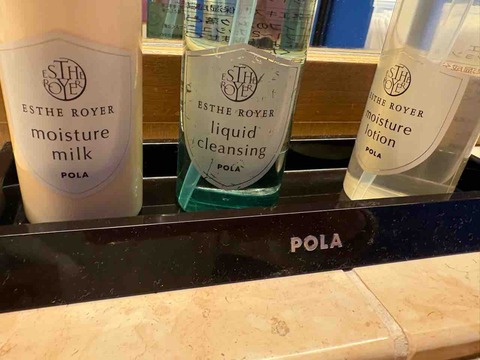 ESTHE
ROYER
ESTHE ROYER
moisture
milk
POLA
ESTHE
ROYER
ESTHE ROYER
liquid
cleansing
POLA
ESTHE
ROYER
ESTHE ROYER
moisture
lotion
POLA
POLA